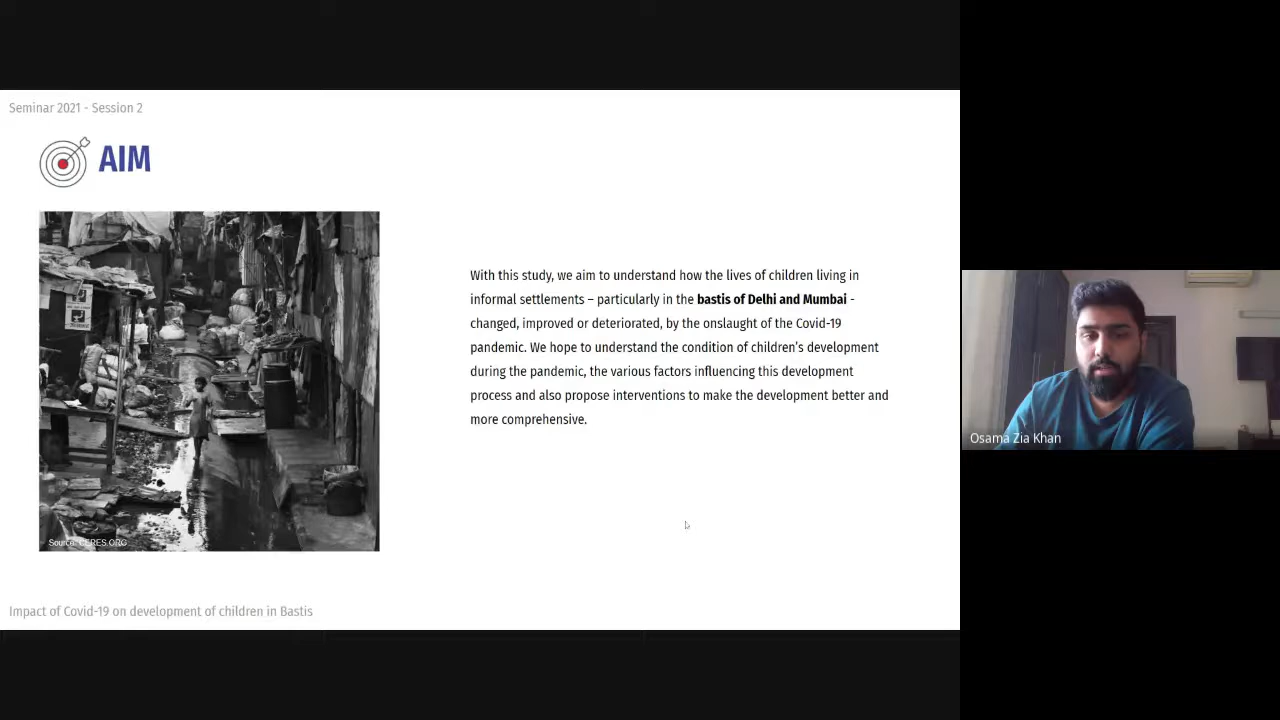 Seminar 2021 - Session 2
AIM
With this study, we aim to understand how the lives of children living in
informal settlements – particularly in the bastis of Delhi and Mumbai -
changed, improved or deteriorated, by the onslaught of the Covid-19
pandemic. We hope to understand the condition of children's development
during the pandemic, the various factors influencing this development
process and also propose interventions to make the development better and
more comprehensive.
Source: CERES.ORG
Impact of Covid-19 on development of children in Bastis
Osama Zia Khan